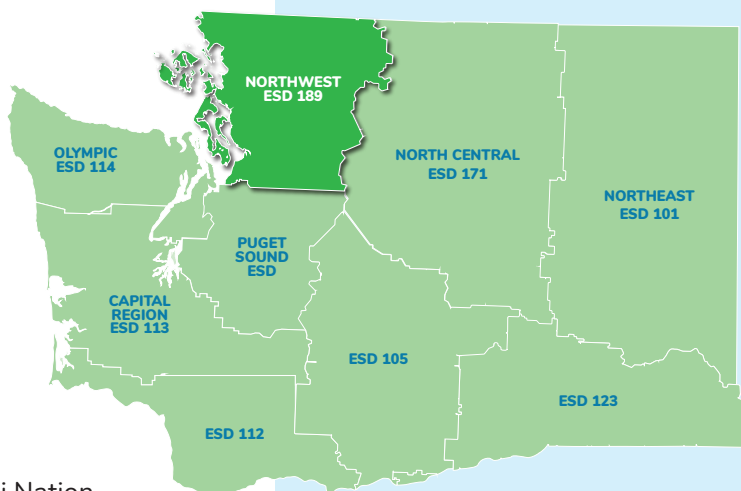 NORTHWEST
ESD 189
OLYMPIC
ESD 114
NORTH CENTRAL
ESD 171
NORTHEAST
ESD 101
PUGET
SOUND
ESD
CAPITAL
REGION
ESD 113
ESD 105
ESD 123
ESD 112
i Nation